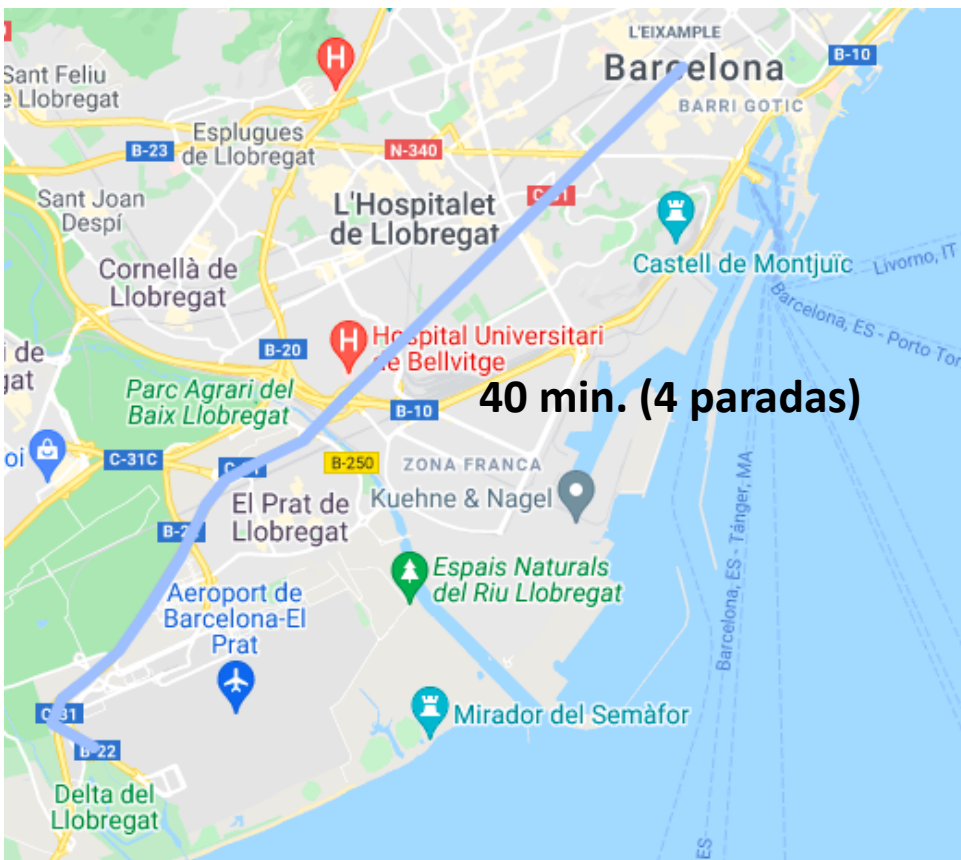 L'EIXAMPLE
Barcelona
B-10
BARRI GOTIC
Sant Feliu
e Llobregat
H
Esplugues
de Llobregat
B-23
N-340
Sant Joan
Despí
L'Hospitalet
de Llobregat
Castell de Montjuïc
Livorno, IT
Cornellà de
Llobregat
Barcelona, ES - Porto Tor
H
Hospital Universitari
de Bellvitge
B-20
i de
gat
Parc Agrari del
Baix Llobregat
B-10
40 min. (4 paradas)
oi
C-31C
B-250
ZONA FRANCA
Kuehne & Nagel
El Prat de
Llobregat
Barcelona, ES - Tánger, MA
Espais Naturals
del Riu Llobregat
Aeroport de
Barcelona-El
Prat
Mirador del Semàfor
B-22
Delta del
Llobregat
ES